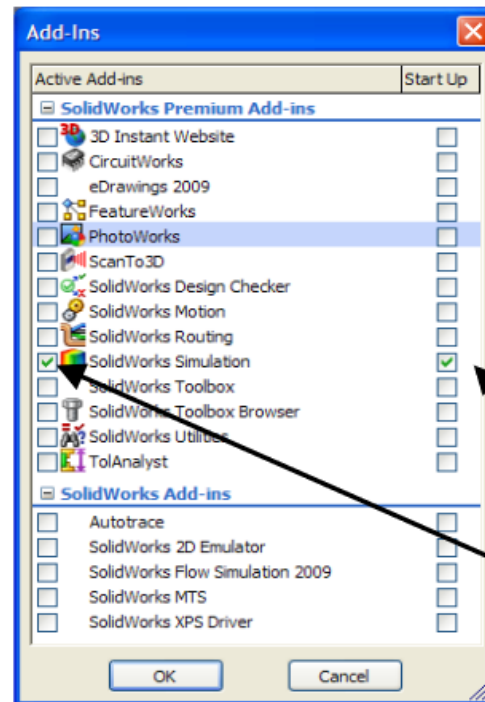 Add-Ins
Active Add-ins Start Up
SolidWorks Premium Add-ins
3D Instant Website
CircuitWorks
eDrawings 2009
FeatureWorks
PhotoWorks
ScanTo3D
SolidWorks Design Checker
SolidWorks Motion
SolidWorks Routing
SolidWorks Simulation
SolidWorks Toolbox
SolidWorks Toolbox Browser
SolidWorks Utilities
TolAnalyst
SolidWorks Add-ins
Autotrace
SolidWorks 2D Emulator
SolidWorks Flow Simulation 2009
SolidWorks MTS
SolidWorks XPS Driver
OK Cancel